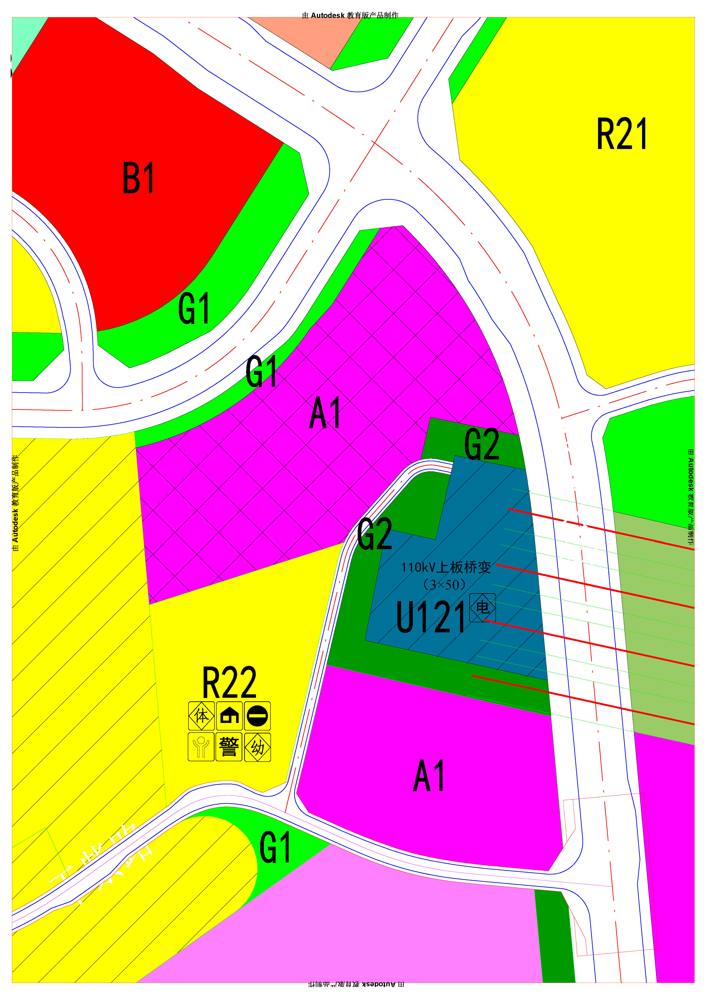 由 Autodesk 教育版产品制作
R21
B1
G1
G1
A1
G2
由 Autodesk 教育版产品制作
由 Autodesk 教育版产品制作
G2
110kV上板桥变
（3×50）
U121
电
R22
体
警
幼
A1
G1
由 Autodesk 教育版产品制作